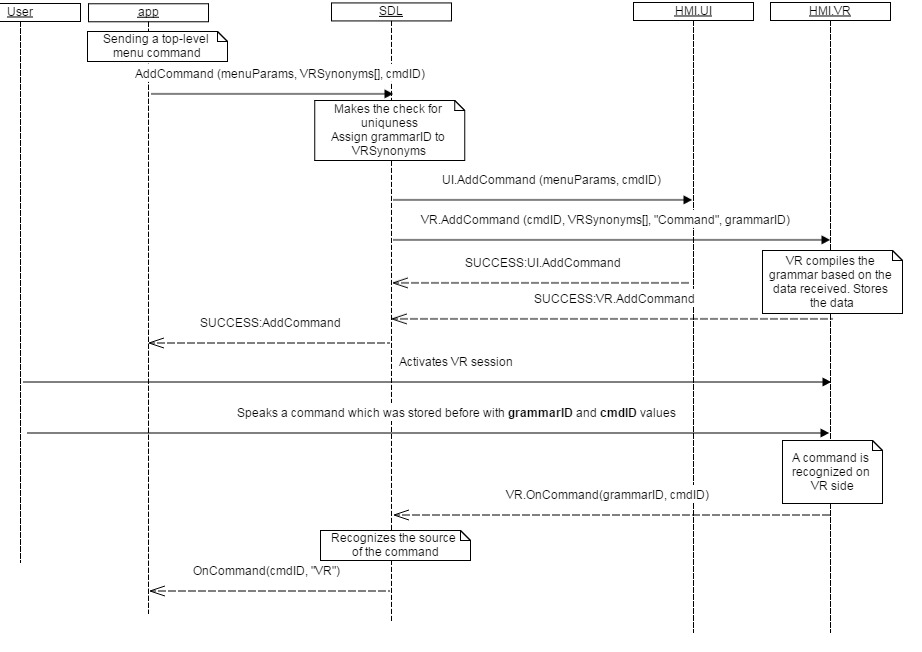 User
app
SDL
HMI.UI
HMI.VR
Sending a top-level
menu command
AddCommand (menuParams, VRSynonyms[], cmdID)
Makes the check for
uniquness
Assign grammarID to
VRSynonyms
UI.AddCommand (menuParams, cmdID)
VR.AddCommand (cmdID, VRSynonyms[], "Command", grammarID)
VR compiles the
grammar based on the
data received. Stores
the data
SUCCESS:UI.AddCommand
SUCCESS:VR.AddCommand
SUCCESS:AddCommand
Activates VR session
Speaks a command which was stored before with grammarID and cmdID values
A command is
recognized on
VR side
VR.OnCommand(grammarID, cmdID)
Recognizes the source
of the command
OnCommand(cmdID, "VR")